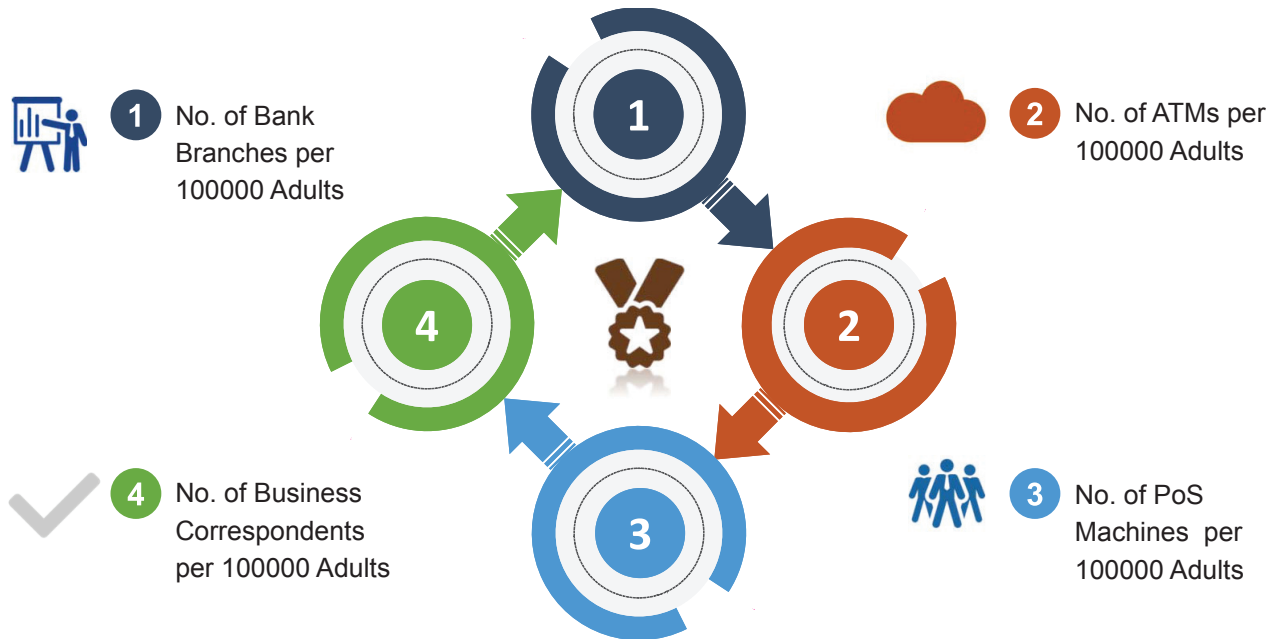 1
1
No. of Bank
Branches per
100000 Adults
2
No. of ATMs per
100000 Adults
4
2
4
No. of Business
Correspondents
per 100000 Adults
3
3
No. of PoS
Machines per
100000 Adults